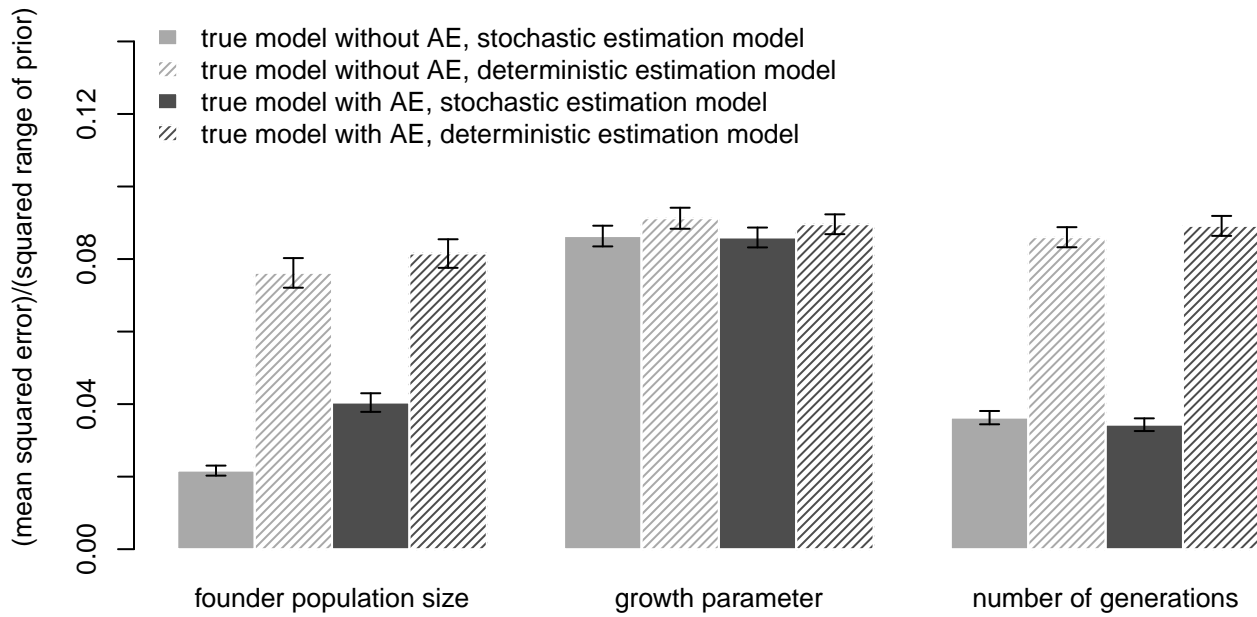 (mean squared error)/(squared range of prior)
0.00
0.04
0.08
0.12
true model without AE, stochastic estimation model
true model without AE, deterministic estimation model
true model with AE, stochastic estimation model
true model with AE, deterministic estimation model
founder population size
growth parameter
number of generations